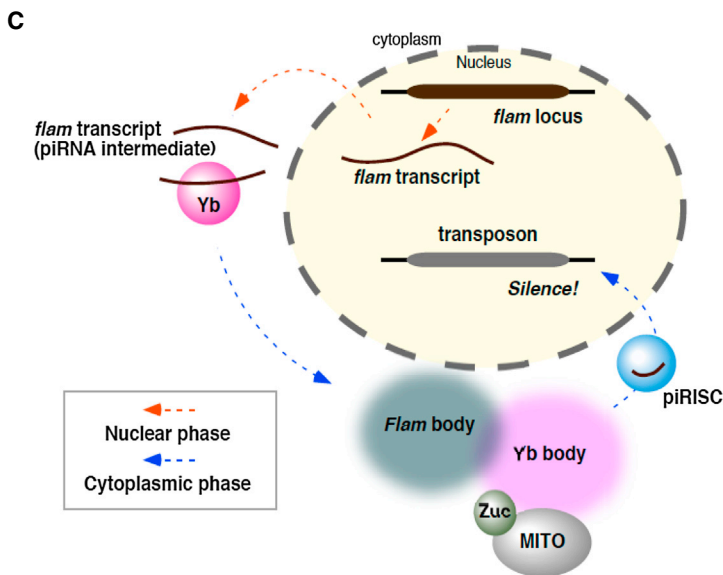 C
cytoplasm
Nucleus
flam locus
flam transcript
(piRNA intermediate)
Yb
flam transcript
transposon
Silence!
piRISC
Nuclear phase
Cytoplasmic phase
Flam body
Yb body
Zuc
MITO